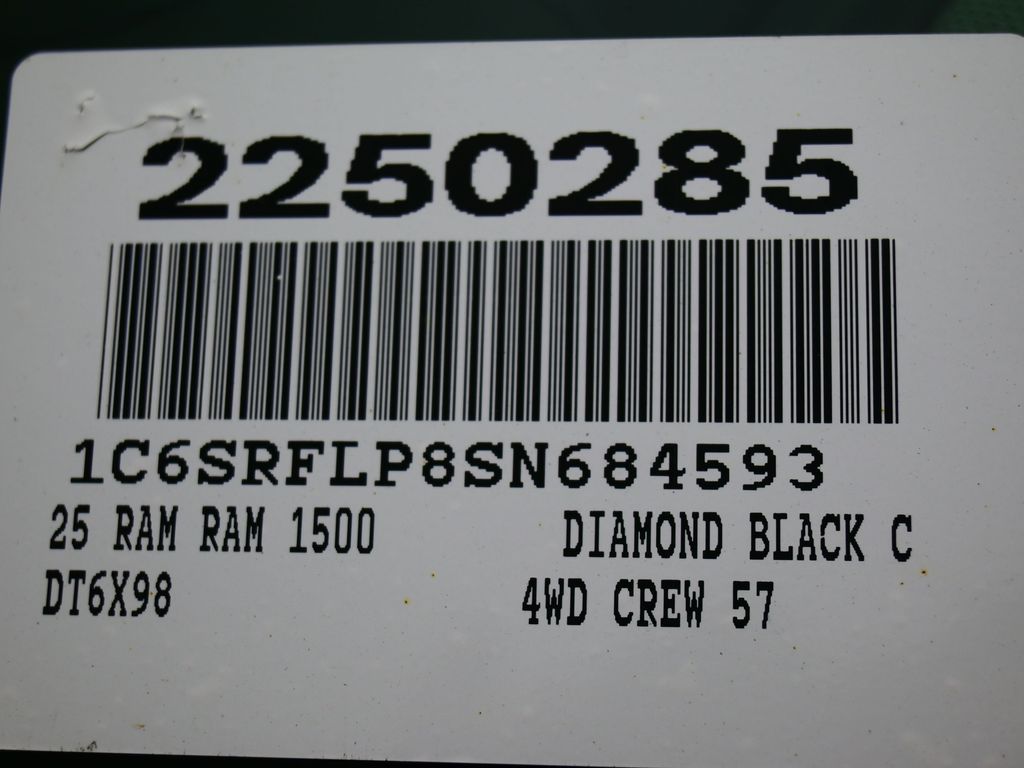 2250285
1C6SRFLP8SN684593
25 RAM RAM 1500 DIAMOND BLACK C
DT6X98 4WD CREW 57